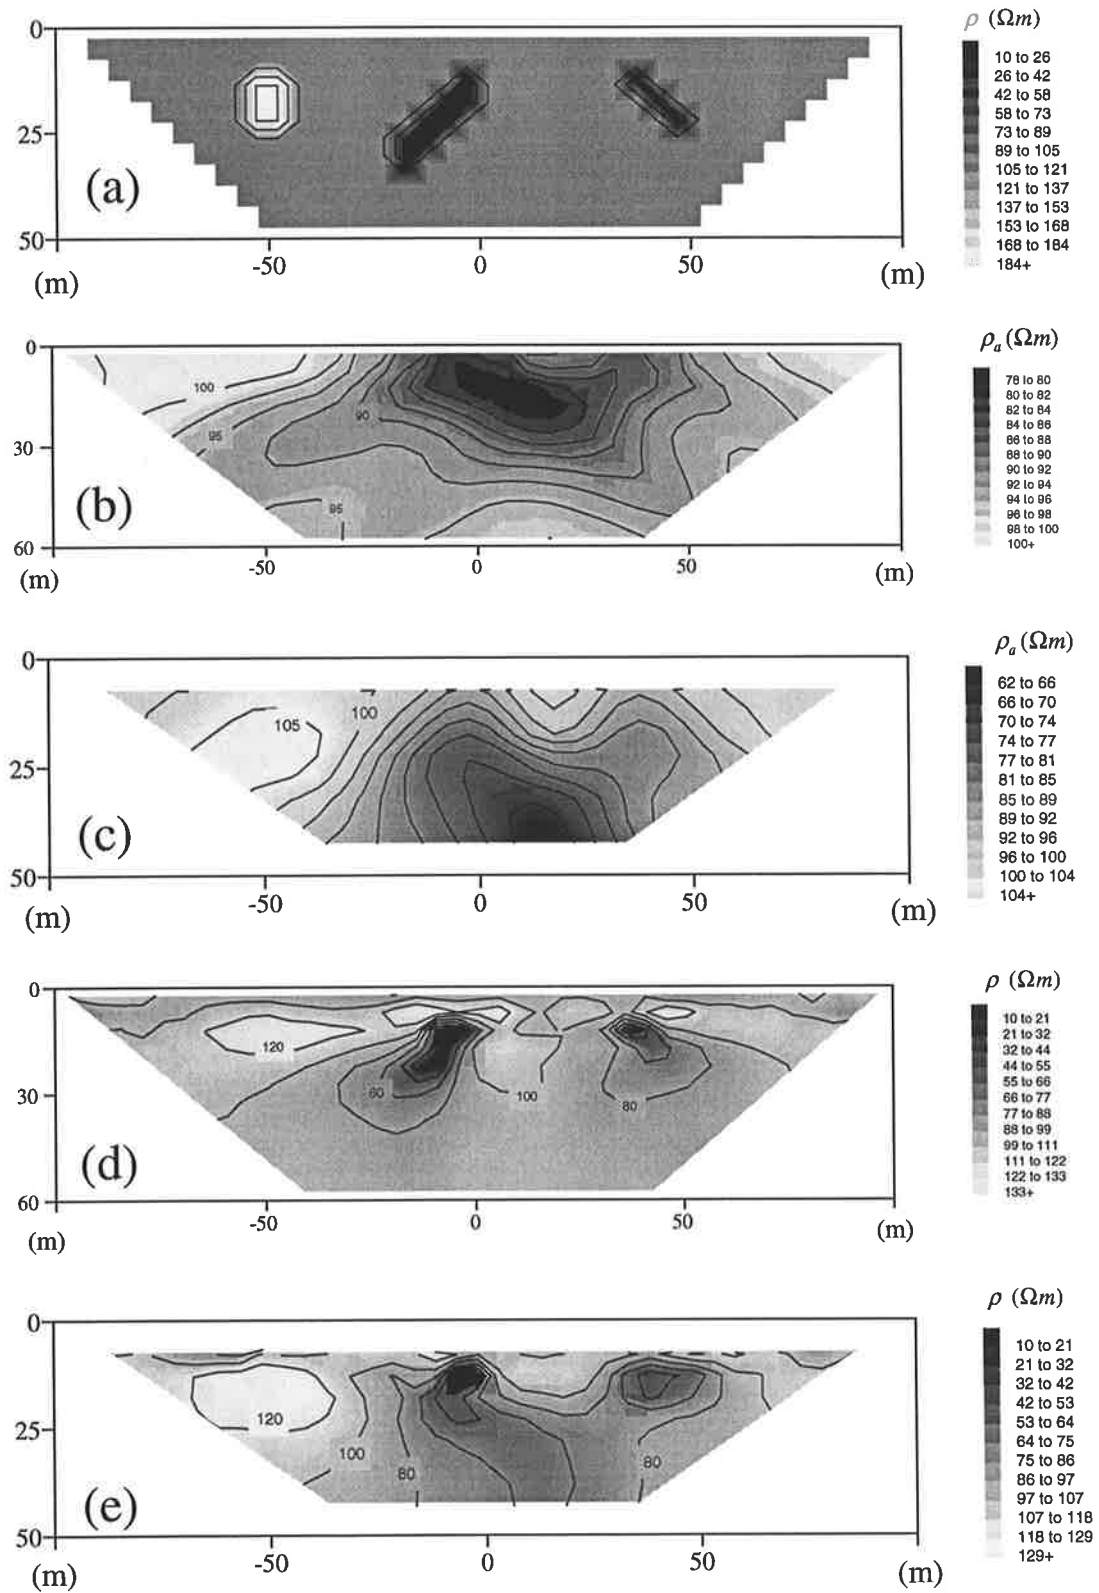 ρ (Ωm)
0
10 to 26
26 to 42
42 to 58
58 to 73
73 to 89
89 to 105
105 to 121
121 to 137
137 to 153
153 to 168
168 to 184
184+
25
(a)
50
-50 0 50
(m) (m)
ρa (Ωm)
0
78 to 80
80 to 82
82 to 84
84 to 86
86 to 88
88 to 90
90 to 92
92 to 94
94 to 96
96 to 98
98 to 100
100+
100
90
95
30
(b)
95
60
-50 0 50
(m) (m)
ρa (Ωm)
0
62 to 66
66 to 70
70 to 74
74 to 77
77 to 81
81 to 85
85 to 89
89 to 92
92 to 96
96 to 100
100 to 104
104+
100
105
25
(c)
50
-50 0 50
(m) (m)
ρ (Ωm)
0
10 to 21
21 to 32
32 to 44
44 to 55
55 to 66
66 to 77
77 to 88
88 to 99
99 to 111
111 to 122
122 to 133
133+
120
30
60
100
80
(d)
60
-50 0 50
(m) (m)
ρ (Ωm)
0
10 to 21
21 to 32
32 to 42
42 to 53
53 to 64
64 to 75
75 to 86
86 to 97
97 to 107
107 to 118
118 to 129
129+
120
25
100
80
80
(e)
50
-50 0 50
(m) (m)